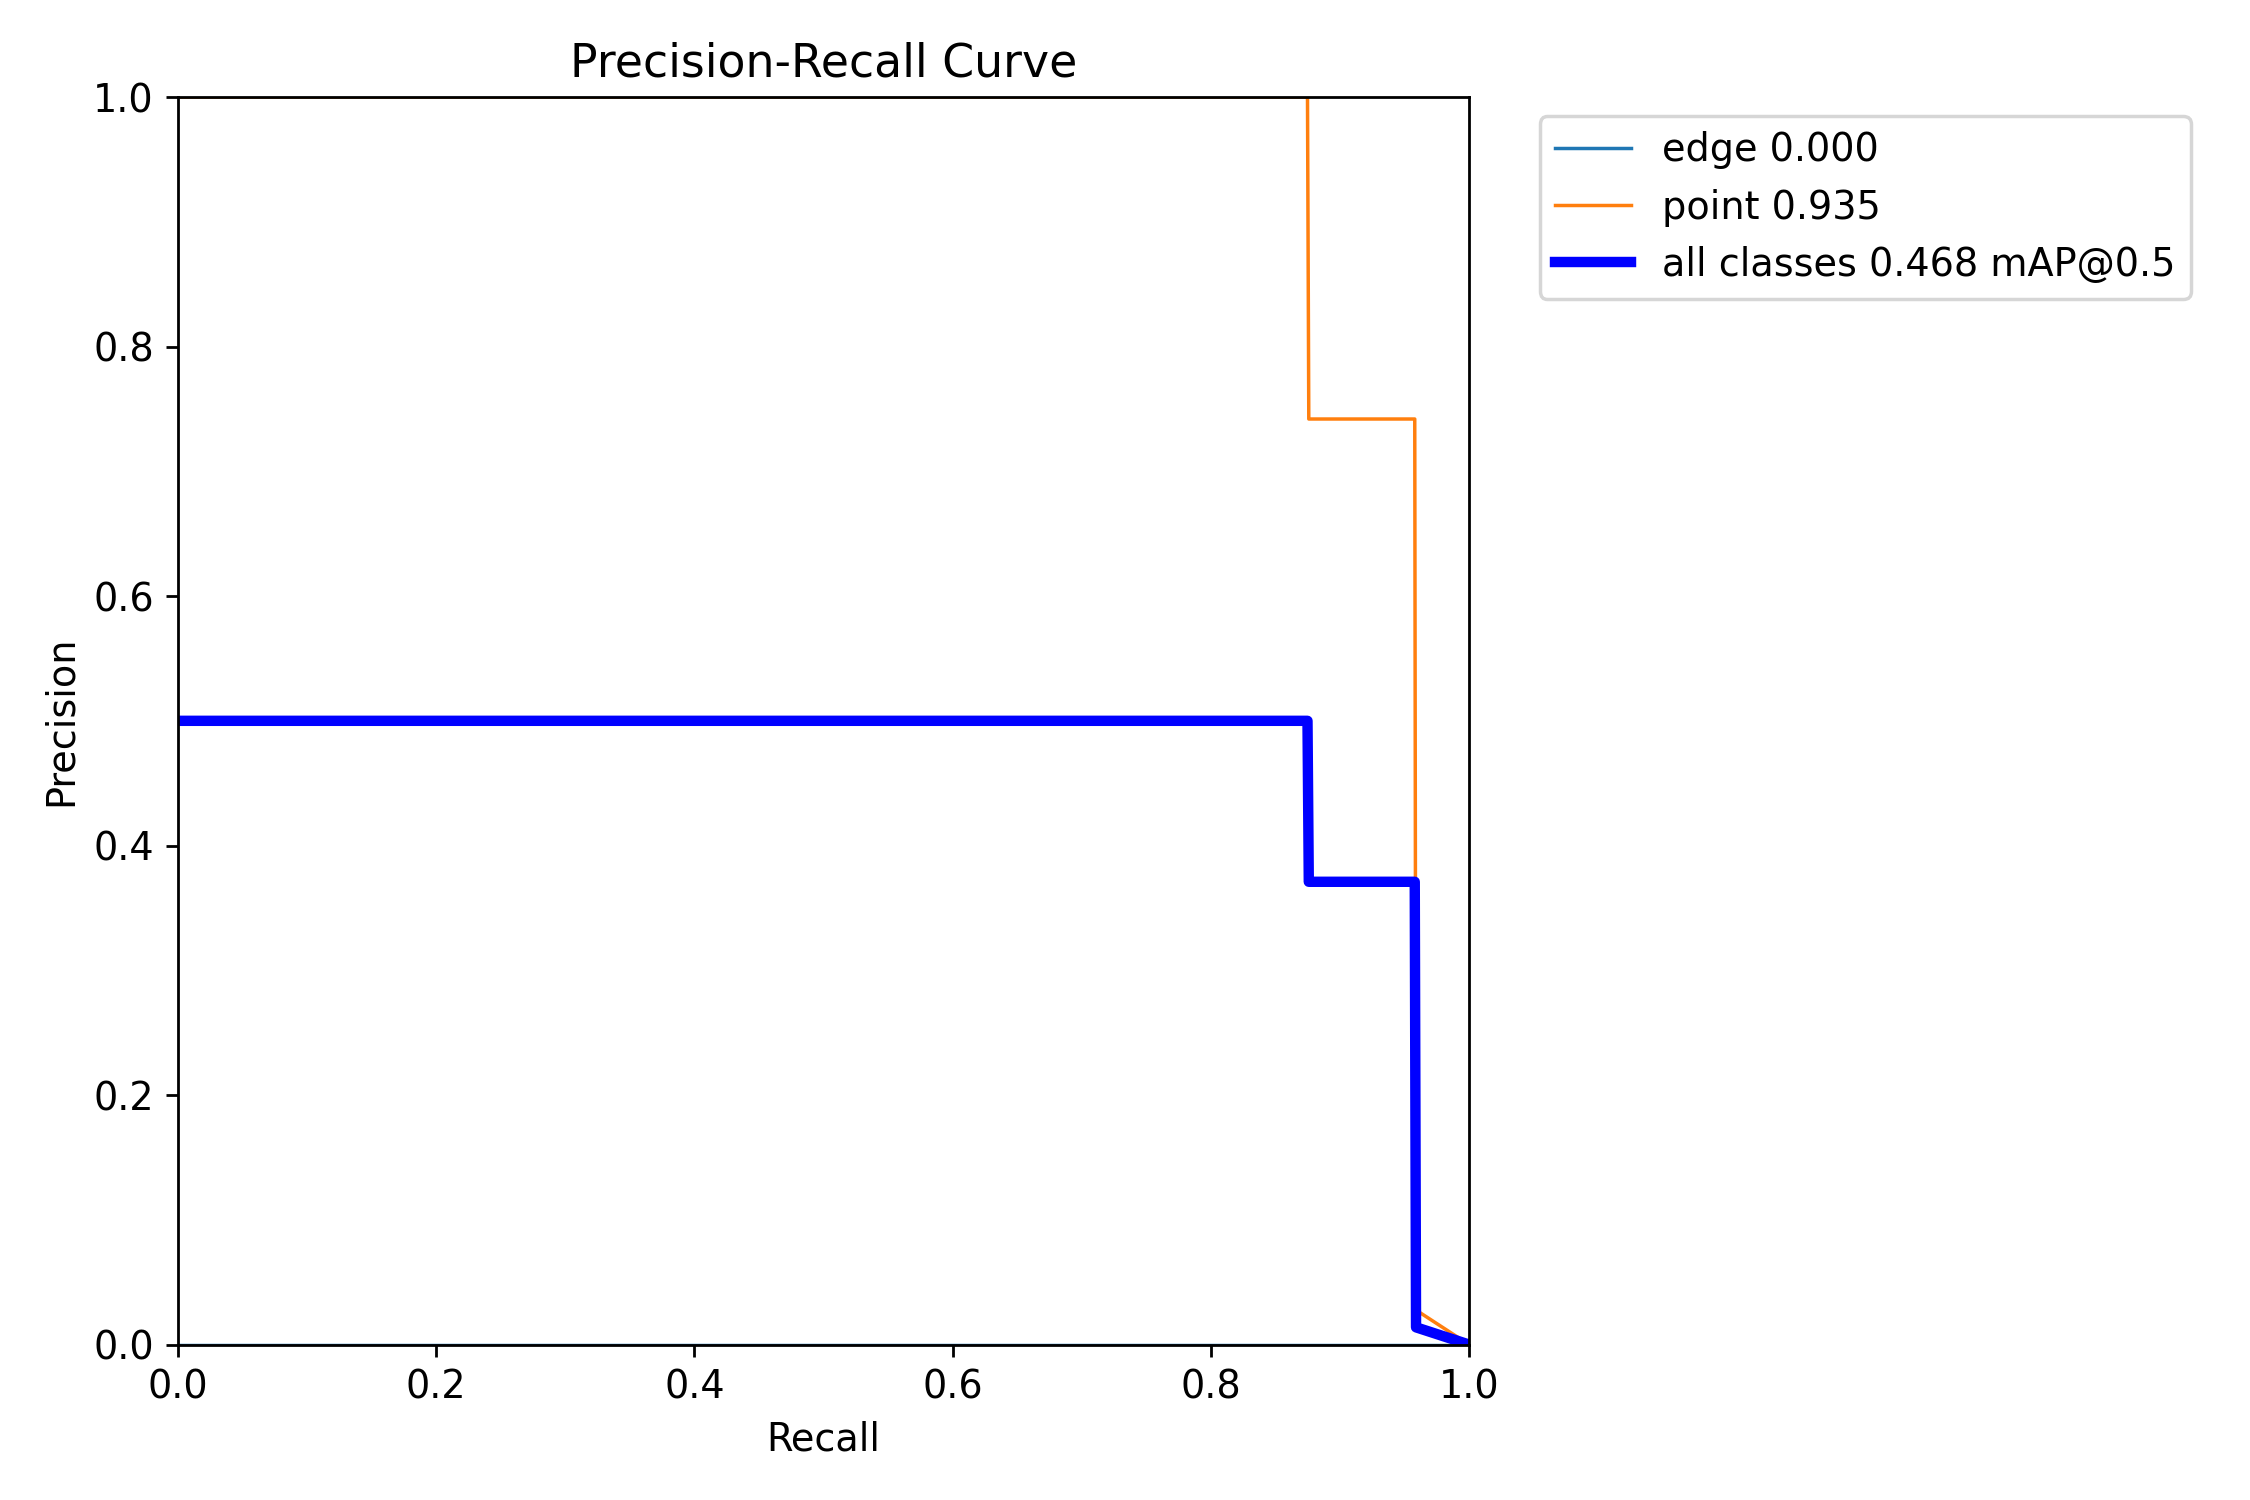 Precision-Recall Curve
1.0
0.8
0.6
0.4
0.2
0.0
Precision
0.0 0.2 0.4 0.6 0.8 1.0
Recall
edge 0.000
point 0.935
all classes 0.468 mAP@0.5